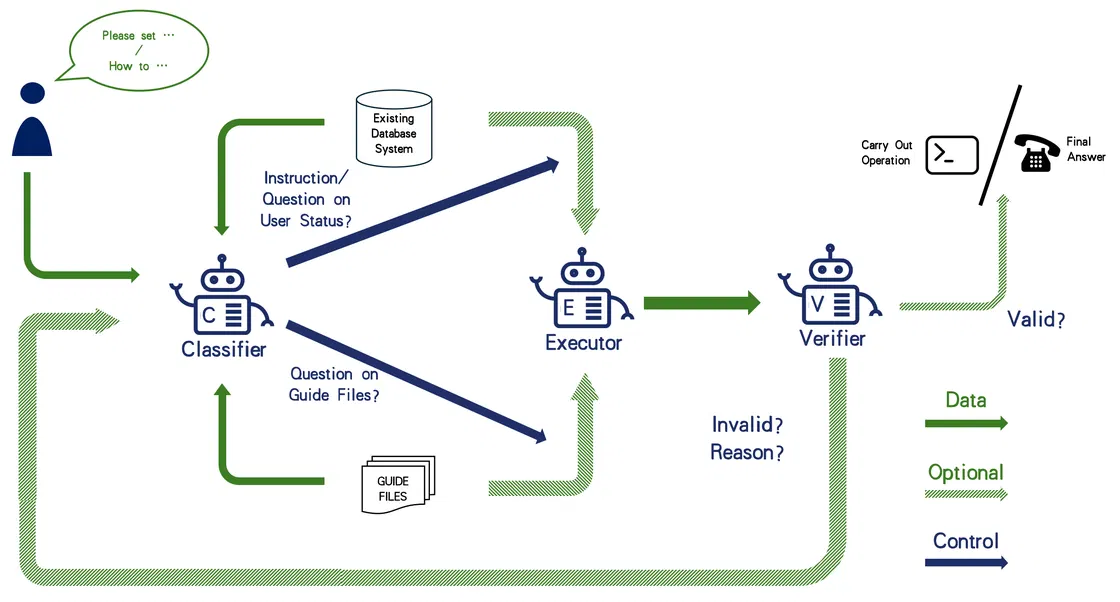 Please set ⋯
/
How to ⋯
Existing
Database
System
Instruction/
Question on
User Status?
C
Classifier
Question on
Guide Files?
GUIDE
FILES
E
Executor
V
Verifier
Invalid?
Reason?
Carry Out
Operation
>_
Final
Answer
Valid?
Data
Optional
Control